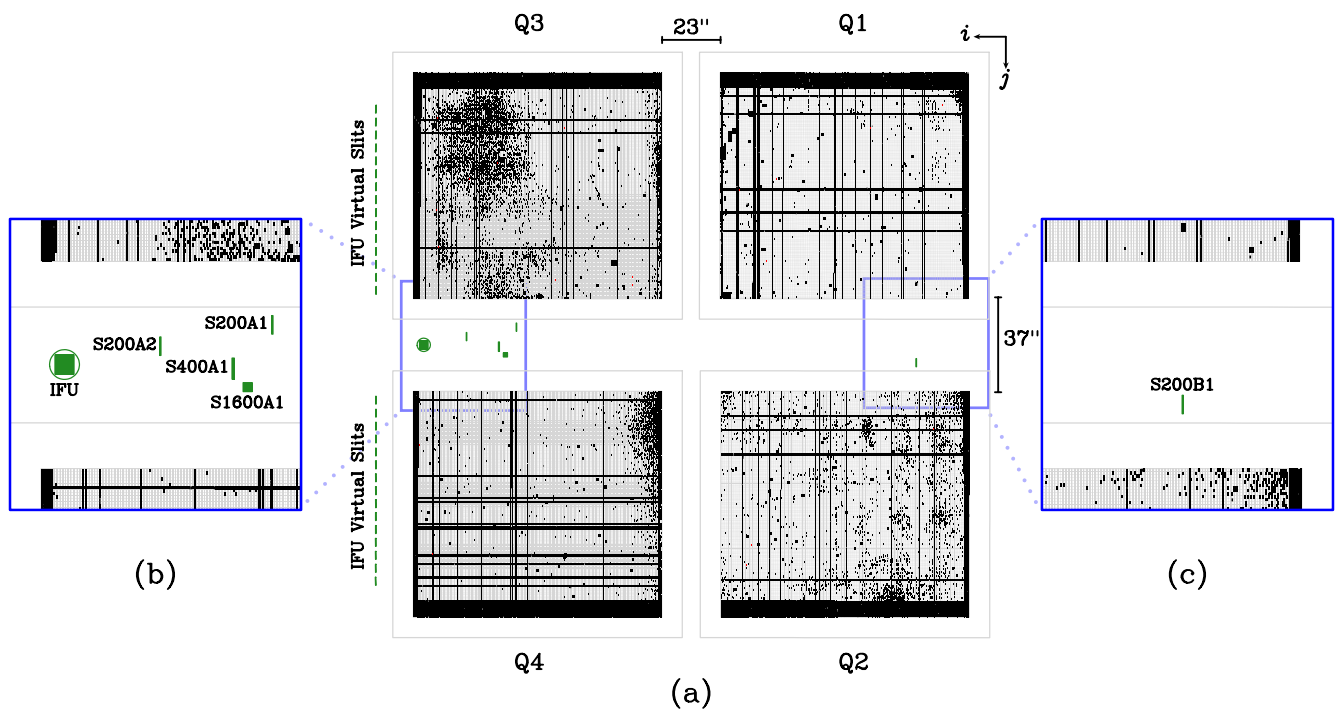 Q3
23"
Q1
i
j
IFU Virtual Slits
37"
S200A1
S200A2
S400A1
IFU
S1600A1
S200B1
IFU Virtual Slits
(b)
(c)
Q4
Q2
(a)